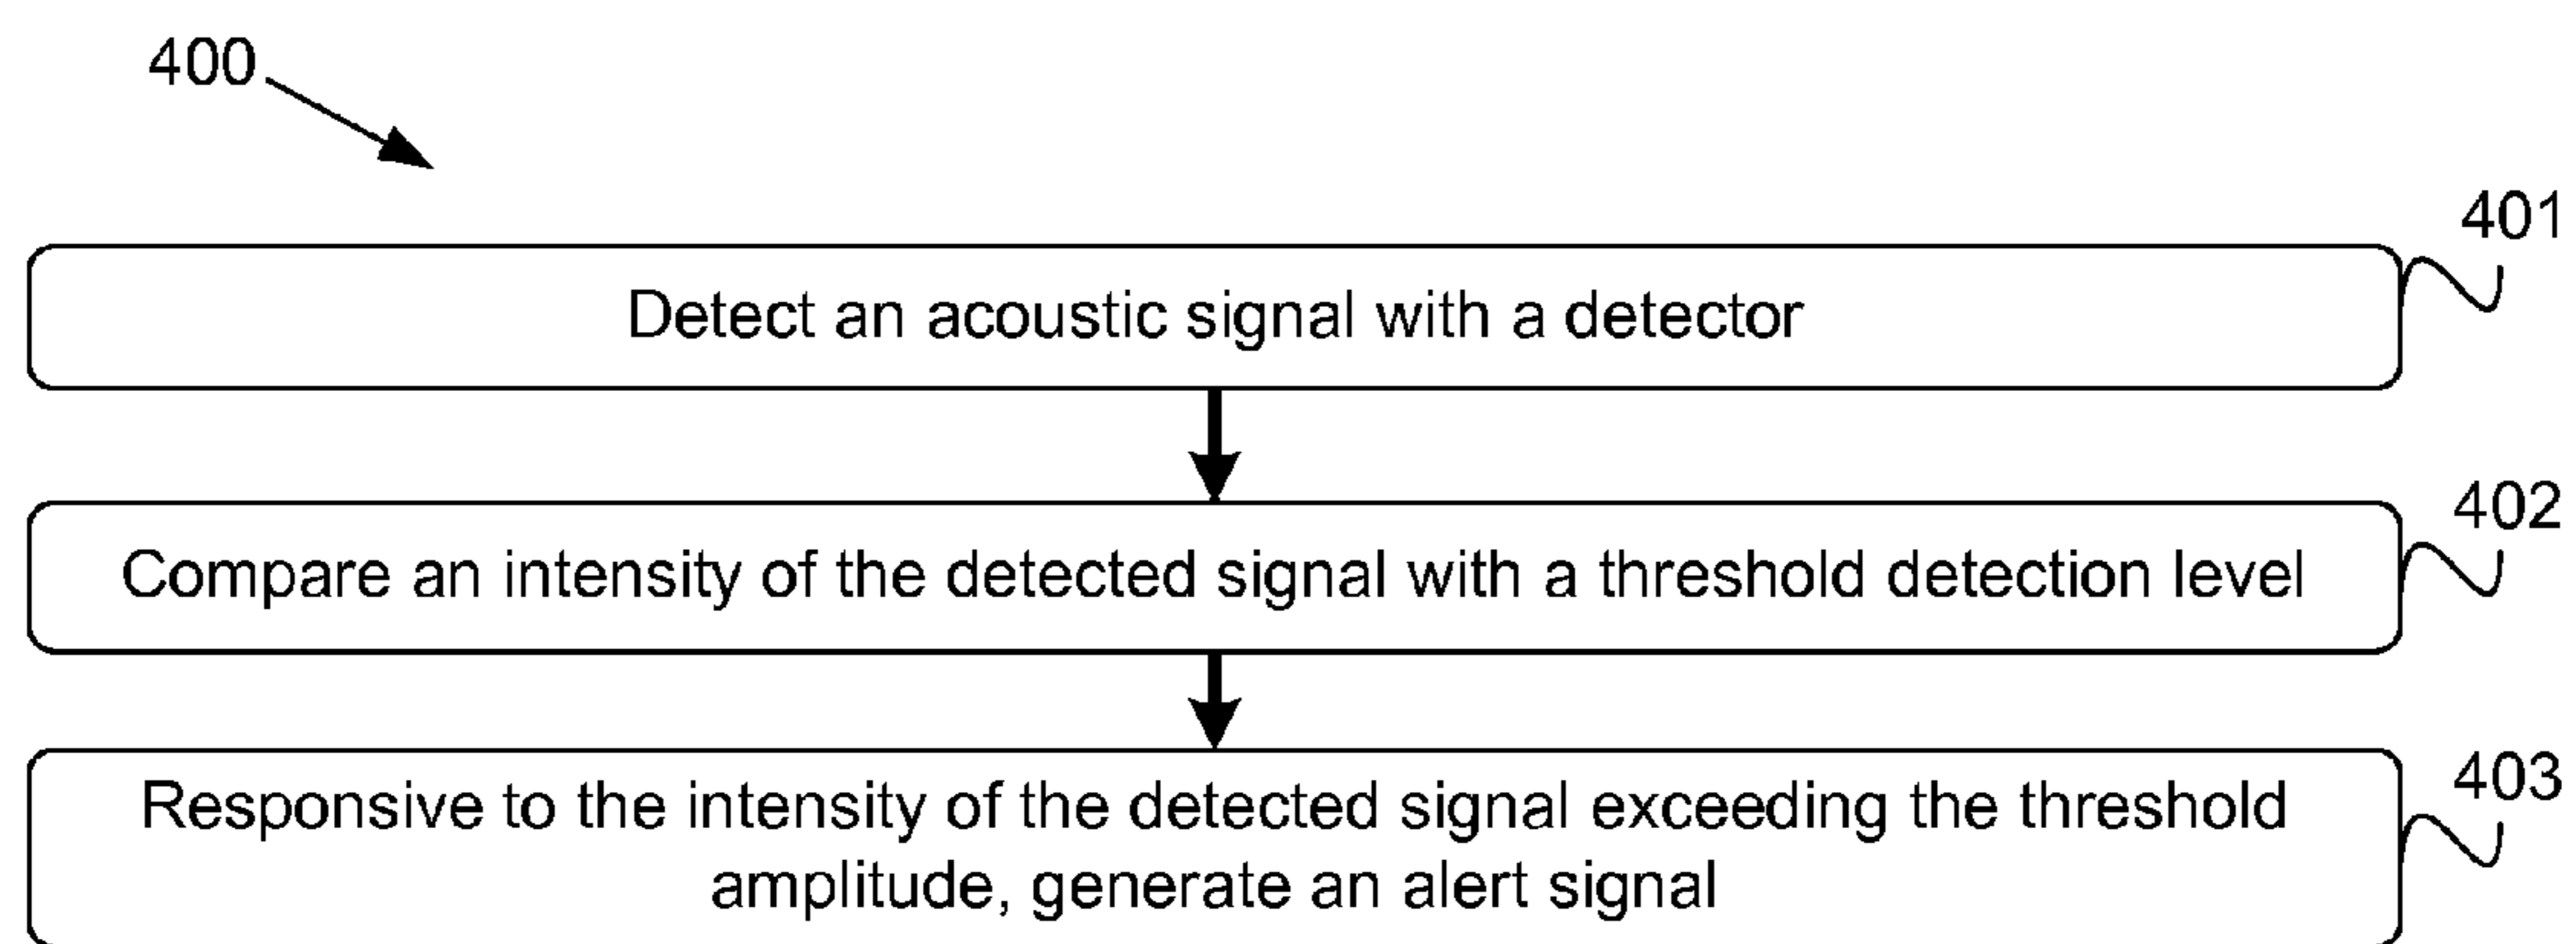 400
401
Detect an acoustic signal with a detector
402
Compare an intensity of the detected signal with a threshold detection level
403
Responsive to the intensity of the detected signal exceeding the threshold
amplitude, generate an alert signal